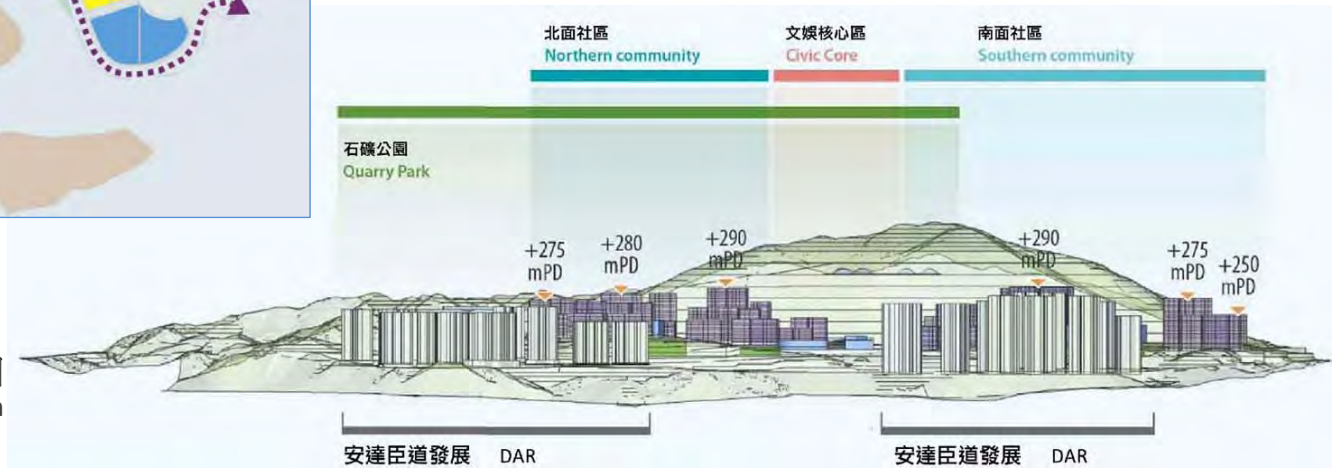 北面社區
Northern community
文娛核心區
Civic Core
南面社區
Southern community
石礦公園
Quarry Park
+275
mPD
+280
mPD
+290
mPD
+290
mPD
+275
mPD
+250
mPD
安達臣道發展 DAR
安達臣道發展 DAR